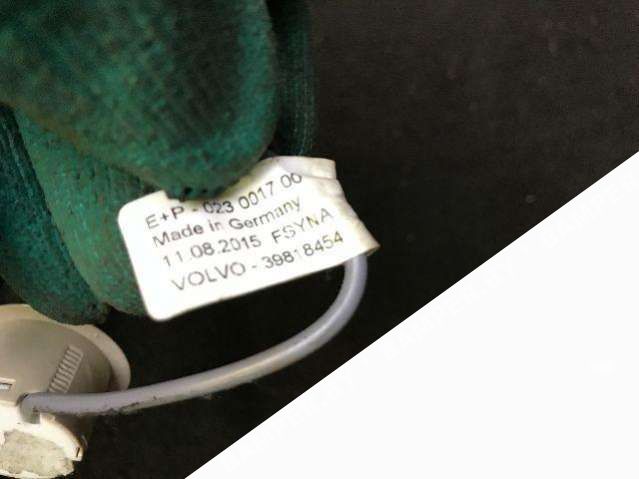 E+P - 023 0017 00
Made in Germany
11.08.2015 FSYNA
VOLVO - 39818454